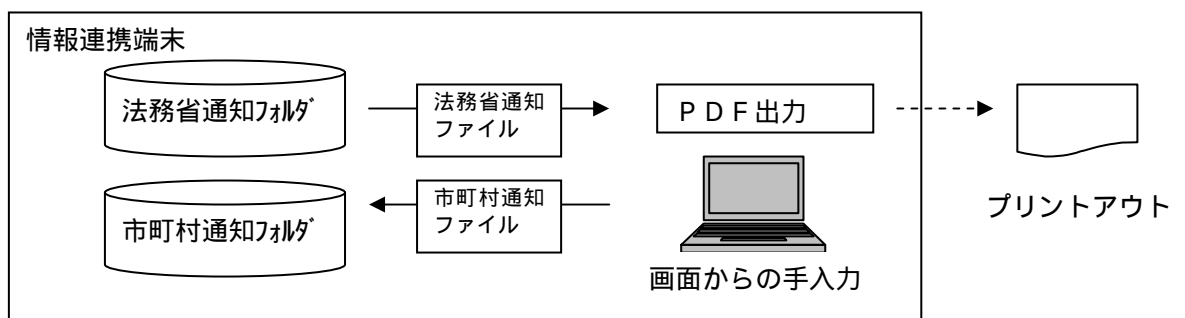 情報連携端末
法務省通知ﾌｫﾙﾀﾞ
法務省通知
ファイル
ＰＤＦ出力
市町村通知ﾌｫﾙﾀﾞ
市町村通知
ファイル
画面からの手入力
プリントアウト